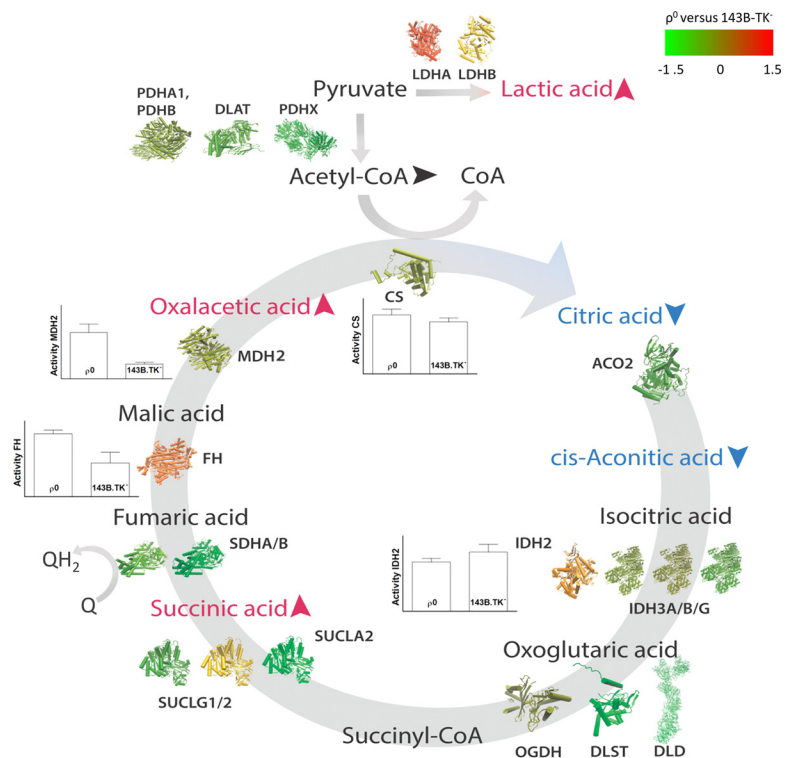 ρ⁰ versus 143B-TK⁻
-1.5 0 1.5
LDHA LDHB
Pyruvate
Lactic acid
PDHA1,
PDHB
DLAT
PDHX
Acetyl-CoA
CoA
CS
Oxalacetic acid
Citric acid
Activity MDH2
ρ0
143B.TK⁻
MDH2
Activity CS
ρ0
143B.TK⁻
ACO2
Malic acid
Activity FH
ρ0
143B.TK⁻
FH
cis-Aconitic acid
Fumaric acid
Isocitric acid
SDHA/B
QH₂
Q
Activity IDH2
ρ0
143B.TK⁻
IDH2
IDH3A/B/G
Succinic acid
SUCLA2
SUCLG1/2
Oxoglutaric acid
Succinyl-CoA
OGDH
DLST
DLD